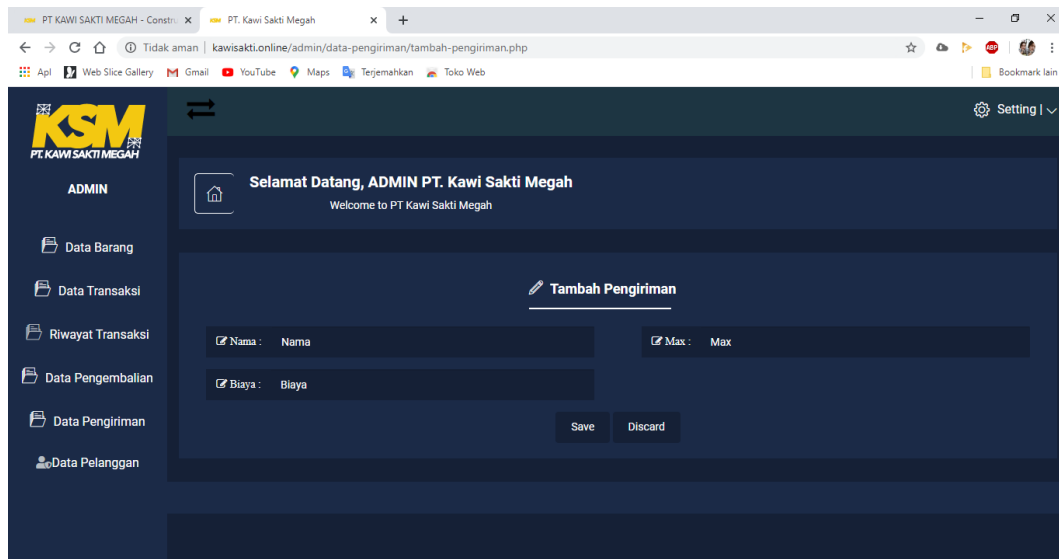 PT KAWI SAKTI MEGAH - Constru
PT. Kawi Sakti Megah
Tidak aman | kawisakti.online/admin/data-pengiriman/tambah-pengiriman.php
ABP
Apl Web Slice Gallery Gmail YouTube Maps Terjemahkan Toko Web Bookmark lain
KSM
PT. KAWI SAKTI MEGAH
Setting |
ADMIN
Selamat Datang, ADMIN PT. Kawi Sakti Megah
Welcome to PT Kawi Sakti Megah
Data Barang
Data Transaksi
Riwayat Transaksi
Data Pengembalian
Data Pengiriman
Data Pelanggan
Tambah Pengiriman
Nama : Nama
Max : Max
Biaya : Biaya
Save Discard